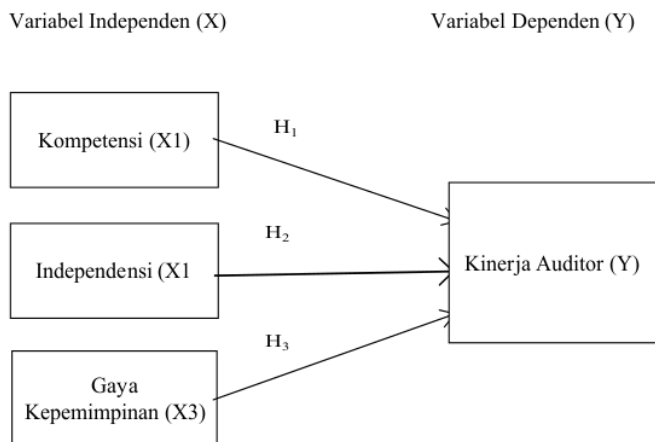 Variabel Independen (X)
Variabel Dependen (Y)
Kompetensi (X1)
H₁
Independensi (X1
H₂
Kinerja Auditor (Y)
H₃
Gaya
Kepemimpinan (X3)